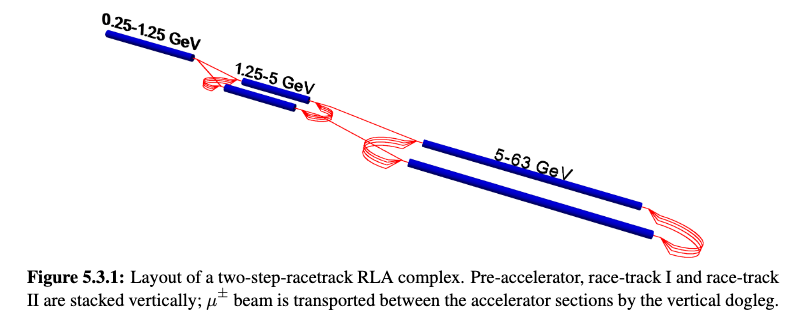 0.25-1.25 GeV
1.25-5 GeV
5-63 GeV
Figure 5.3.1: Layout of a two-step-racetrack RLA complex. Pre-accelerator, race-track I and race-track
II are stacked vertically; μ± beam is transported between the accelerator sections by the vertical dogleg.